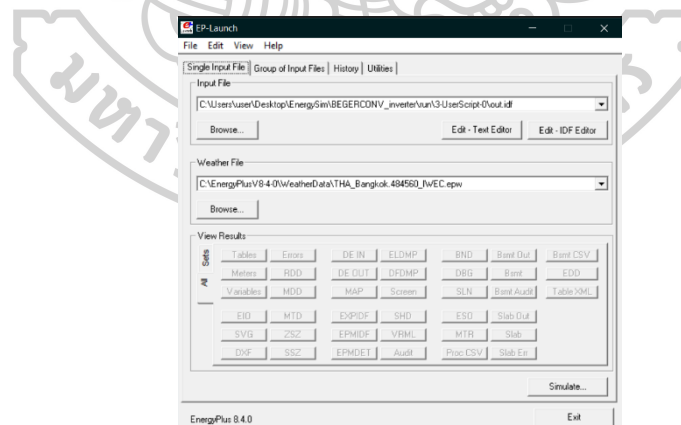 EP-Launch
File Edit View Help
Single Input File Group of Input Files History Utilities
Input File
C:\Users\user\Desktop\EnergySim\BEGERCONV_inverter\run\3-UserScript-0\out.idf
Browse... Edit - Text Editor Edit - IDF Editor
Weather File
C:\EnergyPlusV8-4-0\WeatherData\THA_Bangkok.484560_IWEC.epw
Browse...
View Results
Sets
All
Tables Errors DE IN ELDMP BND Bsmt Out Bsmt CSV
Meters RDD DE OUT DFDMP DBG Bsmt EDD
Variables MDD MAP Screen SLN Bsmt Audit Table XML
EIO MTD EXPIDF SHD ESO Slab Out
SVG ZSZ EPMIDF VRML MTR Slab
DXF SSZ EPMDET Audit Proc CSV Slab Err
Simulate...
EnergyPlus 8.4.0 Exit